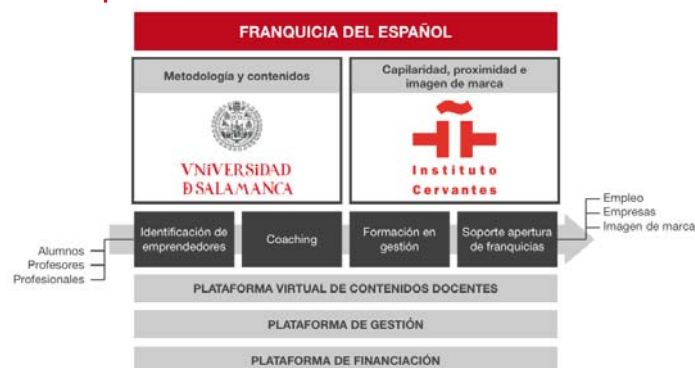 FRANQUICIA DEL ESPAÑOL
Metodología y contenidos
VNiVERSiDAD
D SALAMANCA
Capilaridad, proximidad e
imagen de marca
Instituto
Cervantes
Alumnos
Profesores
Profesionales
Identificación de
emprendedores
Coaching
Formación en
gestión
Soporte apertura
de franquicias
Empleo
Empresas
Imagen de marca
PLATAFORMA VIRTUAL DE CONTENIDOS DOCENTES
PLATAFORMA DE GESTIÓN
PLATAFORMA DE FINANCIACIÓN